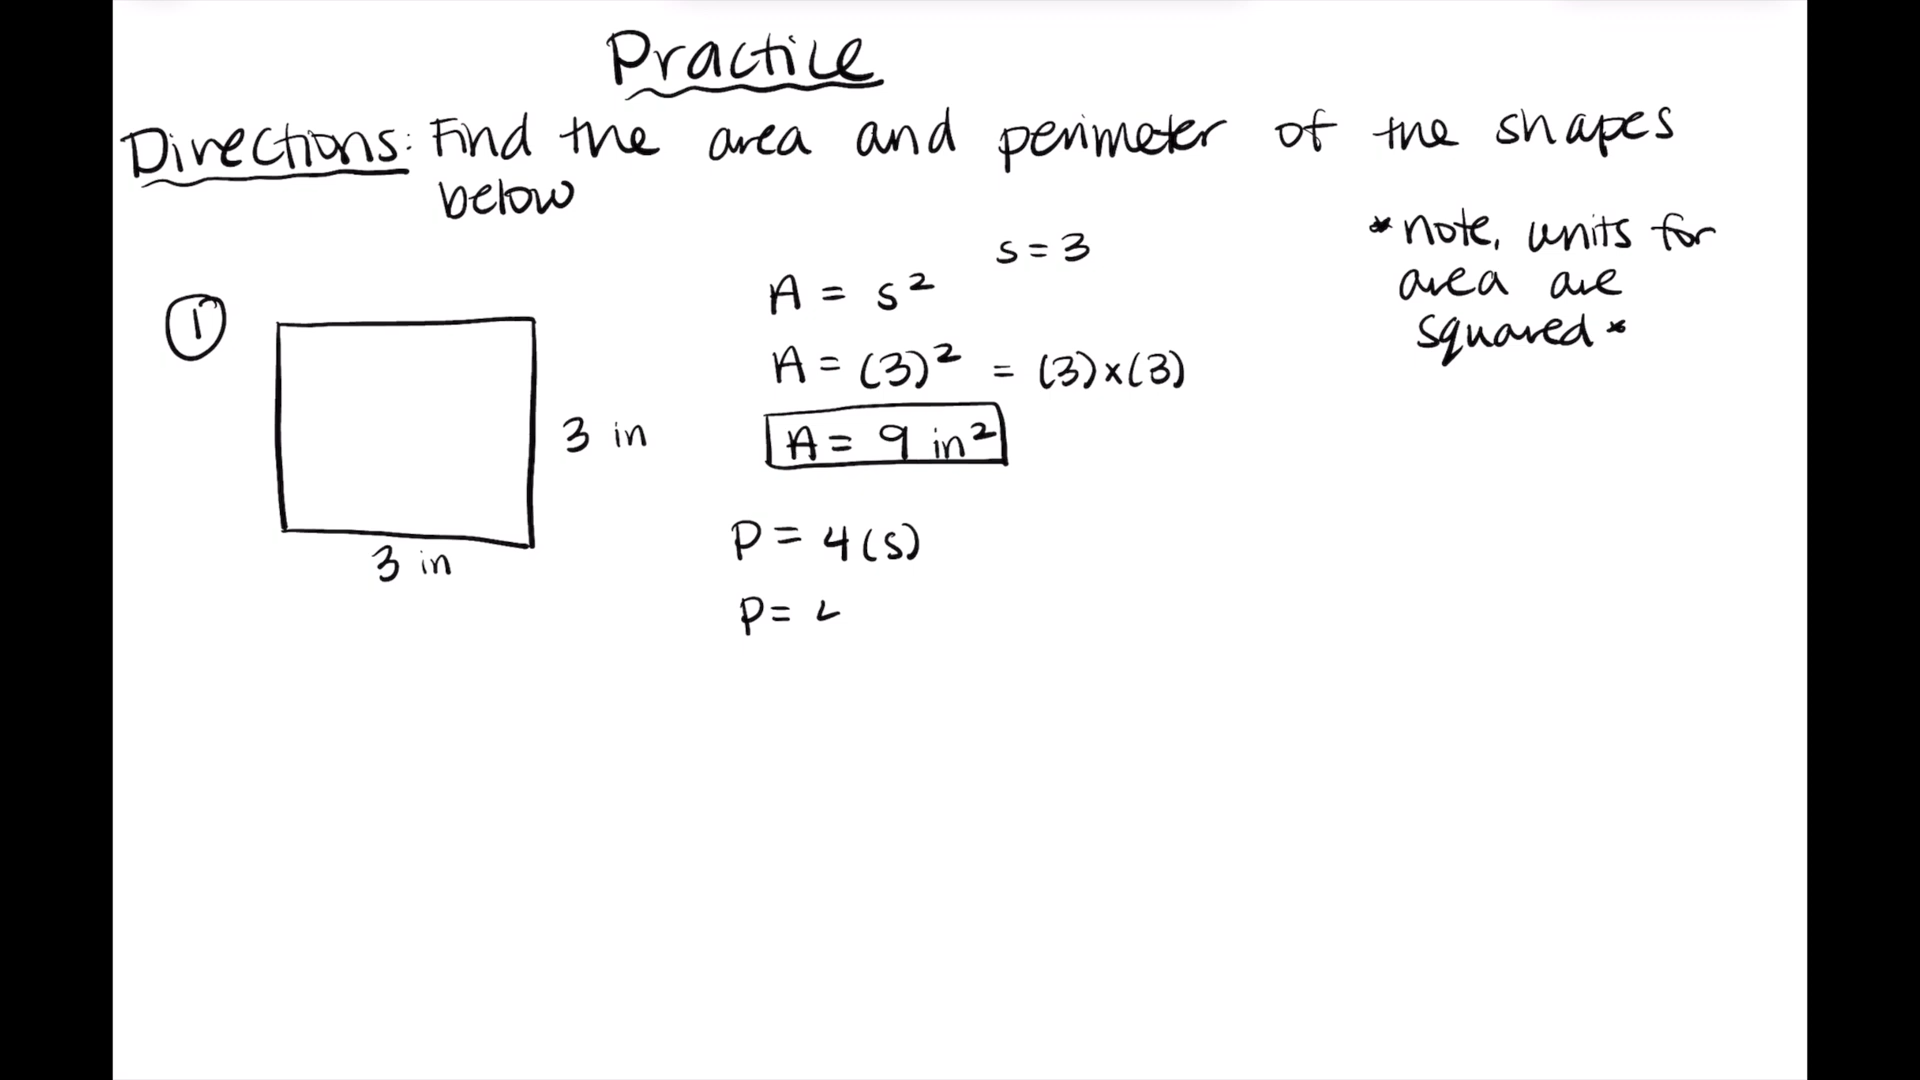 Practice
Directions: Find the area and perimeter of the shapes
below
*note, units for
area are
squared*
s = 3
A = s²
1
A = (3)² = (3)×(3)
3 in
A = 9 in²
3 in
P = 4(s)
P =